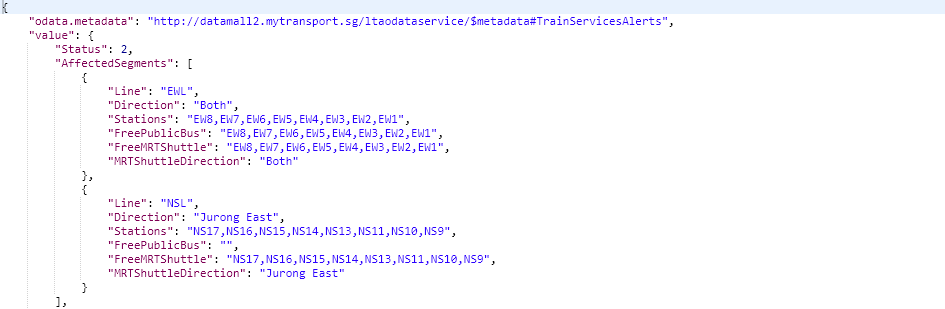 {
"odata.metadata": "http://datamall2.mytransport.sg/ltaodataservice/$metadata#TrainServicesAlerts",
"value": {
"Status": 2,
"AffectedSegments": [
{
"Line": "EWL",
"Direction": "Both",
"Stations": "EW8,EW7,EW6,EW5,EW4,EW3,EW2,EW1",
"FreePublicBus": "EW8,EW7,EW6,EW5,EW4,EW3,EW2,EW1",
"FreeMRTShuttle": "EW8,EW7,EW6,EW5,EW4,EW3,EW2,EW1",
"MRTShuttleDirection": "Both"
},
{
"Line": "NSL",
"Direction": "Jurong East",
"Stations": "NS17,NS16,NS15,NS14,NS13,NS11,NS10,NS9",
"FreePublicBus": "",
"FreeMRTShuttle": "NS17,NS16,NS15,NS14,NS13,NS11,NS10,NS9",
"MRTShuttleDirection": "Jurong East"
}
],